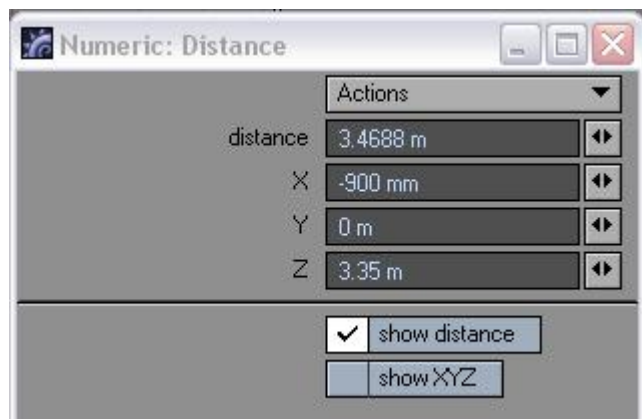 Numeric: Distance
Actions
distance 3.4688 m
X -900 mm
Y 0 m
Z 3.35 m
show distance
show XYZ